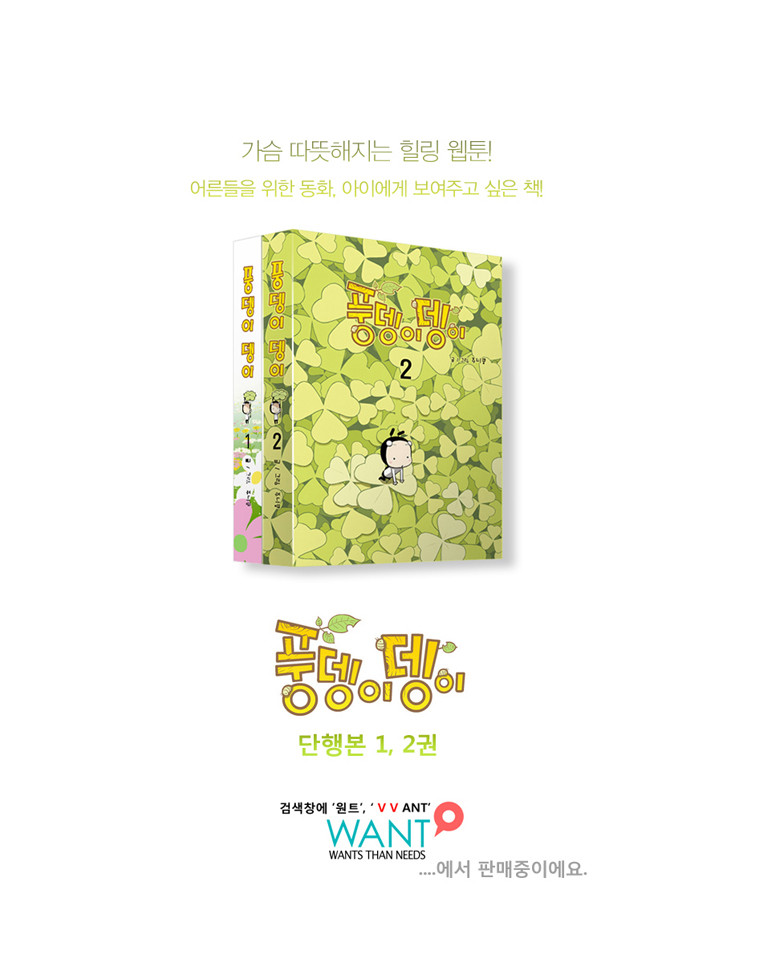 가슴 따뜻해지는 힐링 웹툰!
어른들을 위한 동화, 아이에게 보여주고 싶은 책!
풍뎅이 뎅이
1
풍뎅이 뎅이
2
풍뎅이뎅이
2
풍뎅이뎅이
단행본 1, 2권
검색창에 '원트', ' V V ANT'
WANT
WANTS THAN NEEDS
....에서 판매중이에요.